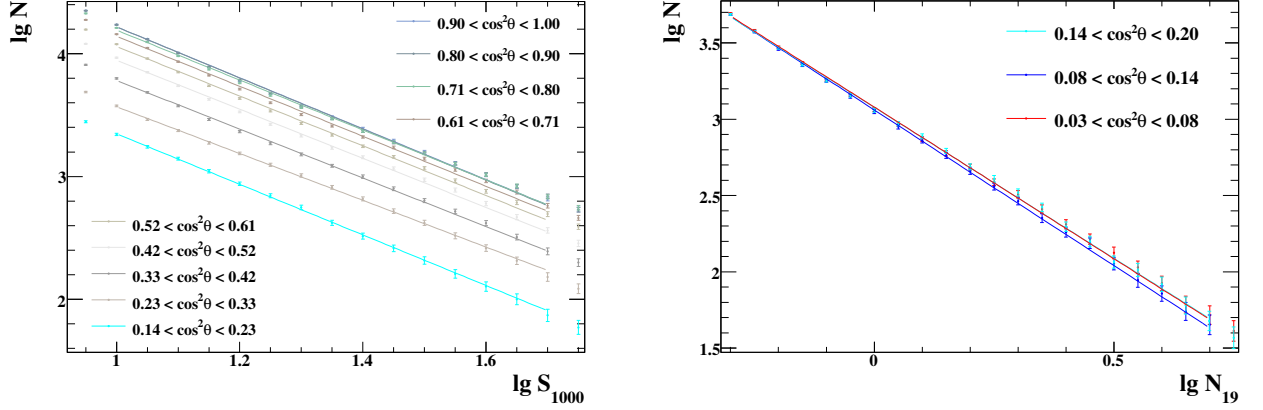 lg N
4
3
2
1
1.2
1.4
1.6
lg S1000
0.90 < cos²θ < 1.00
0.80 < cos²θ < 0.90
0.71 < cos²θ < 0.80
0.61 < cos²θ < 0.71
0.52 < cos²θ < 0.61
0.42 < cos²θ < 0.52
0.33 < cos²θ < 0.42
0.23 < cos²θ < 0.33
0.14 < cos²θ < 0.23
lg N
3.5
3
2.5
2
1.5
0
0.5
lg N19
0.14 < cos²θ < 0.20
0.08 < cos²θ < 0.14
0.03 < cos²θ < 0.08